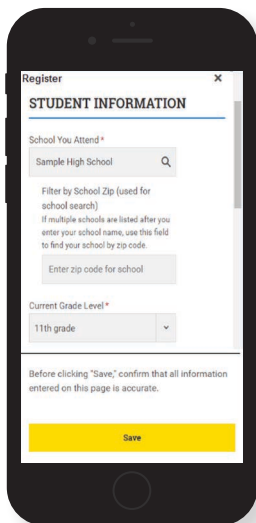 Register ×
STUDENT INFORMATION
School You Attend *
Sample High School
Filter by School Zip (used for
school search)
If multiple schools are listed after you
enter your school name, use this field
to find your school by zip code.
Enter zip code for school
Current Grade Level *
11th grade
Before clicking "Save," confirm that all information
entered on this page is accurate.
Save